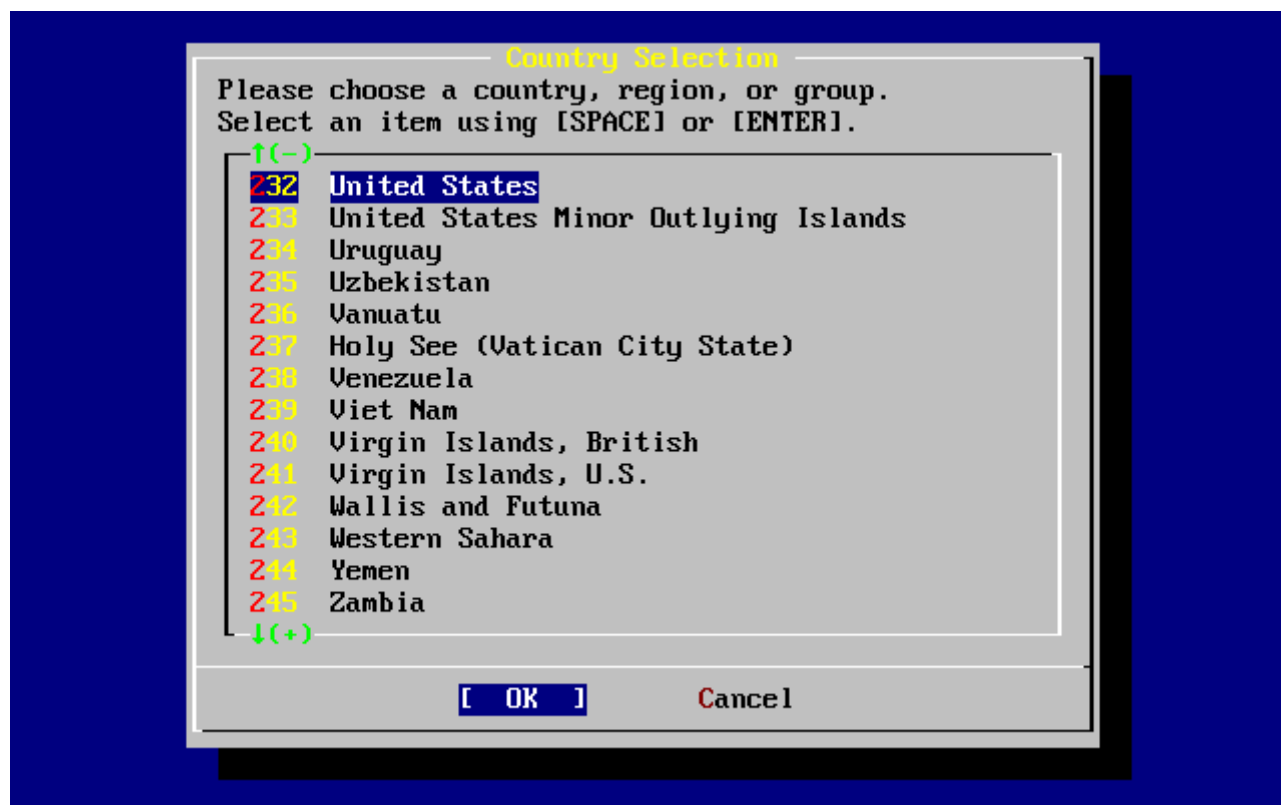 Country Selection
Please choose a country, region, or group.
Select an item using [SPACE] or [ENTER].
↑(-)
232 United States
233 United States Minor Outlying Islands
234 Uruguay
235 Uzbekistan
236 Vanuatu
237 Holy See (Vatican City State)
238 Venezuela
239 Viet Nam
240 Virgin Islands, British
241 Virgin Islands, U.S.
242 Wallis and Futuna
243 Western Sahara
244 Yemen
245 Zambia
↓(+)
[ OK ] Cancel